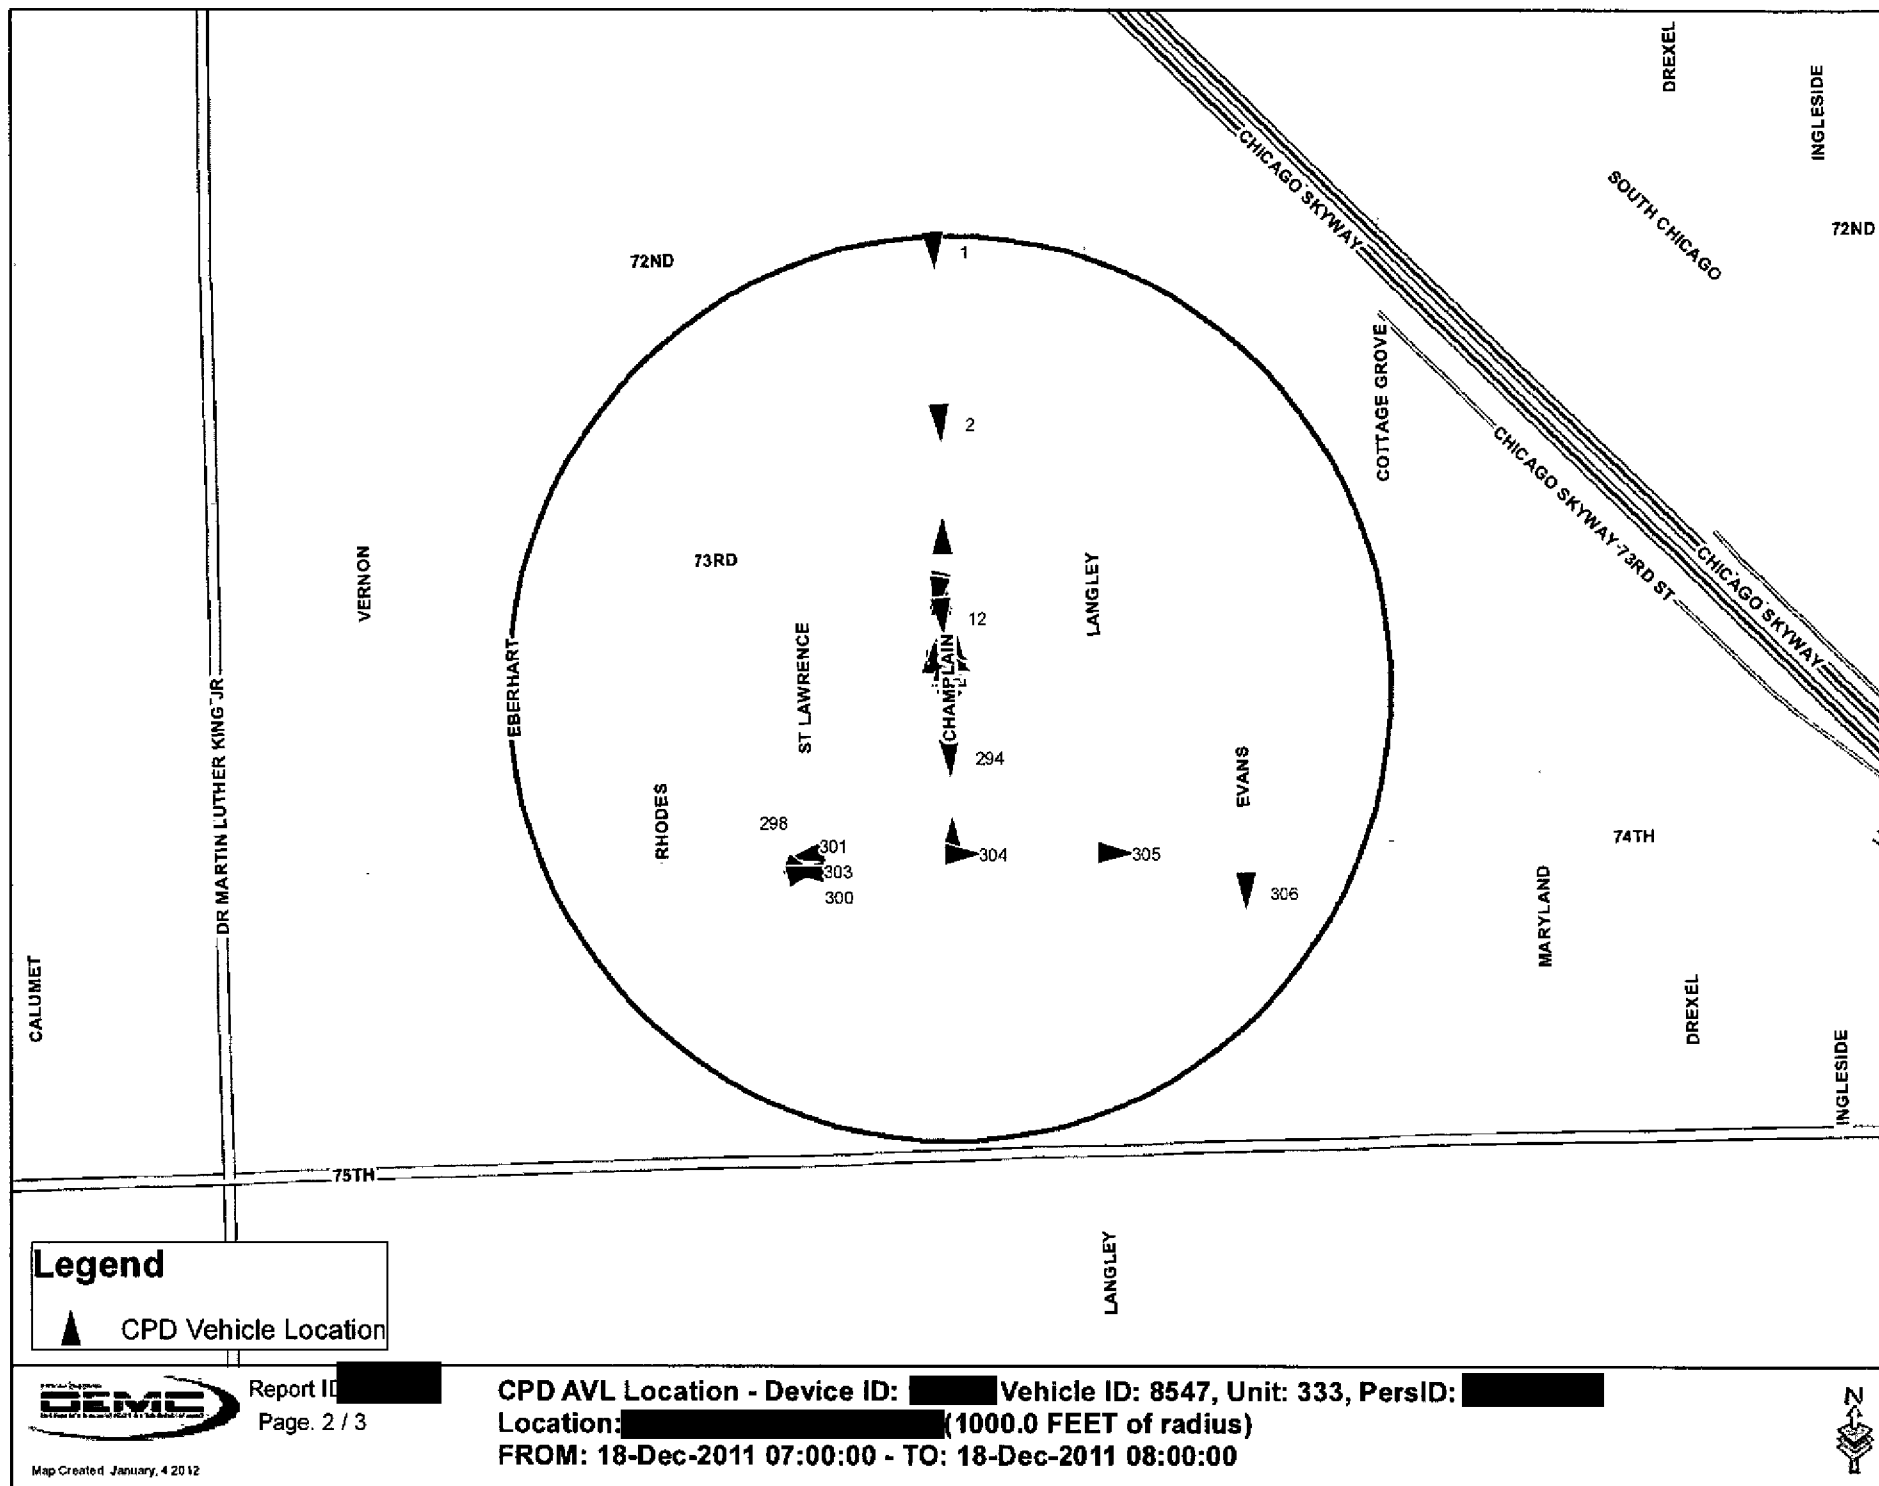 DREXEL
INGLESIDE
CHICAGO SKYWAY
SOUTH CHICAGO
72ND
72ND
1
COTTAGE GROVE
2
CHICAGO SKYWAY-73RD ST
CHICAGO SKYWAY
VERNON
73RD
LANGLEY
12
EBERHART
ST LAWRENCE
CHAMPLAIN
DR MARTIN LUTHER KING JR
294
EVANS
RHODES
298
301
303
300
304
305
306
74TH
MARYLAND
CALUMET
DREXEL
INGLESIDE
75TH
LANGLEY
Legend
CPD Vehicle Location
OEMC
Report ID
Page. 2 / 3
Map Created January, 4 2012
CPD AVL Location - Device ID: Vehicle ID: 8547, Unit: 333, PersID:
Location: (1000.0 FEET of radius)
FROM: 18-Dec-2011 07:00:00 - TO: 18-Dec-2011 08:00:00
N